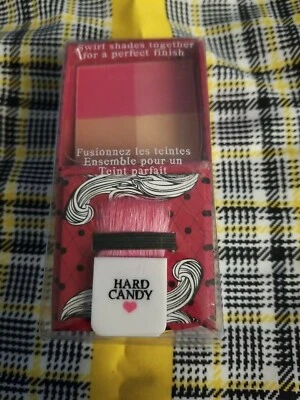 Swirl shades together
for a perfect finish
Fusionnez les teintes
Ensemble pour un
Teint parfait
HARD
CANDY